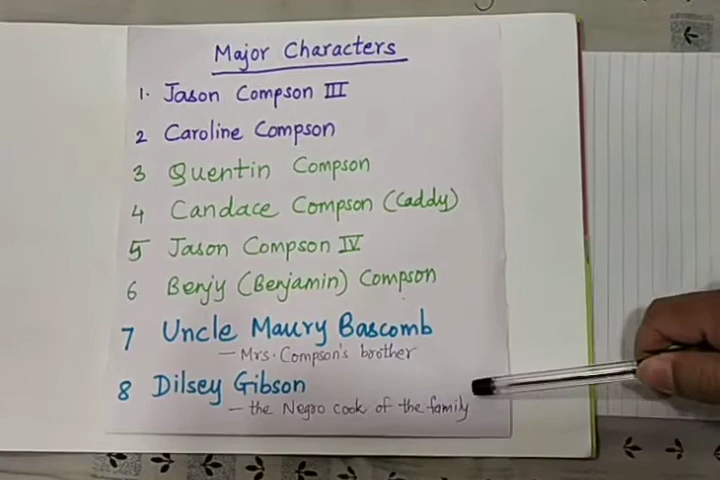 Major Characters
1. Jason Compson III
2 Caroline Compson
3 Quentin Compson
4 Candace Compson (Caddy)
5 Jason Compson IV
6 Benjy (Benjamin) Compson
7 Uncle Maury Bascomb
— Mrs. Compson's brother
8 Dilsey Gibson
— the Negro cook of the family